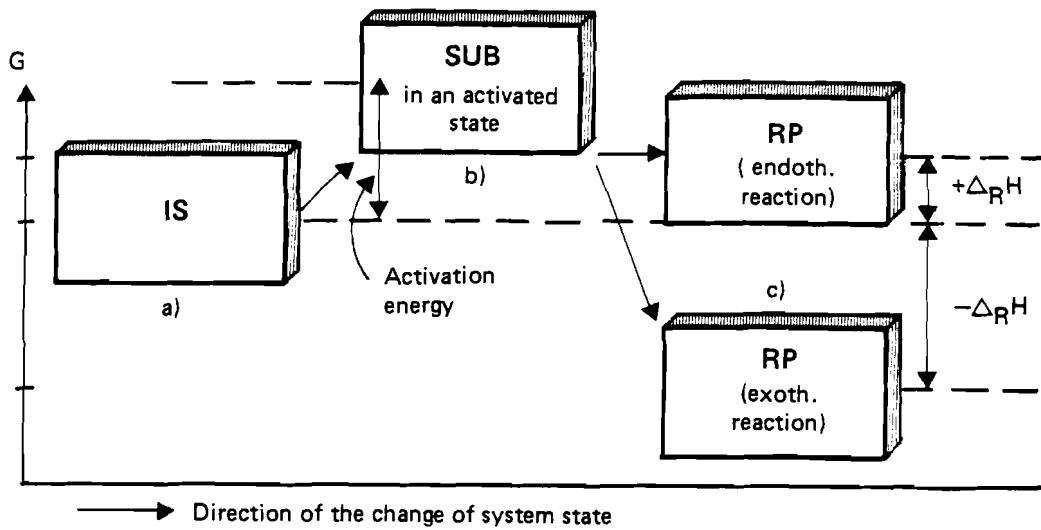 G
IS
a)
SUB
in an activated
state
b)
Activation
energy
RP
( endoth.
reaction)
+ΔRH
c)
−ΔRH
RP
(exoth.
reaction)
Direction of the change of system state